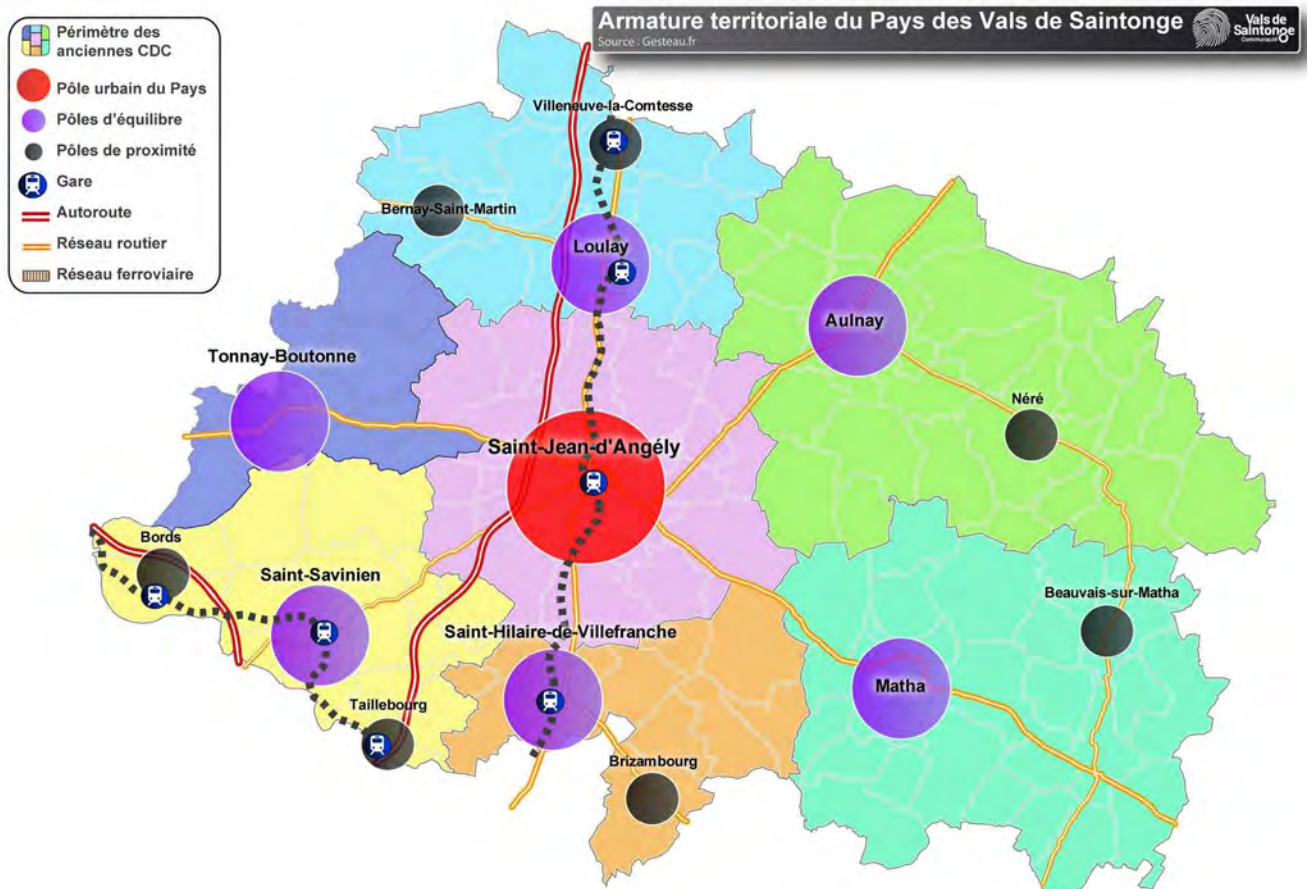 Armature territoriale du Pays des Vals de Saintonge
Source : Gesteau.fr
Vals de
Saintonge
Communauté
Périmètre des
anciennes CDC
Pôle urbain du Pays
Pôles d'équilibre
Pôles de proximité
Gare
Autoroute
Réseau routier
Réseau ferroviaire
Villeneuve-la-Comtesse
Bernay-Saint-Martin
Loulay
Aulnay
Tonnay-Boutonne
Néré
Saint-Jean-d'Angély
Bords
Saint-Savinien
Beauvais-sur-Matha
Saint-Hilaire-de-Villefranche
Matha
Taillebourg
Brizambourg